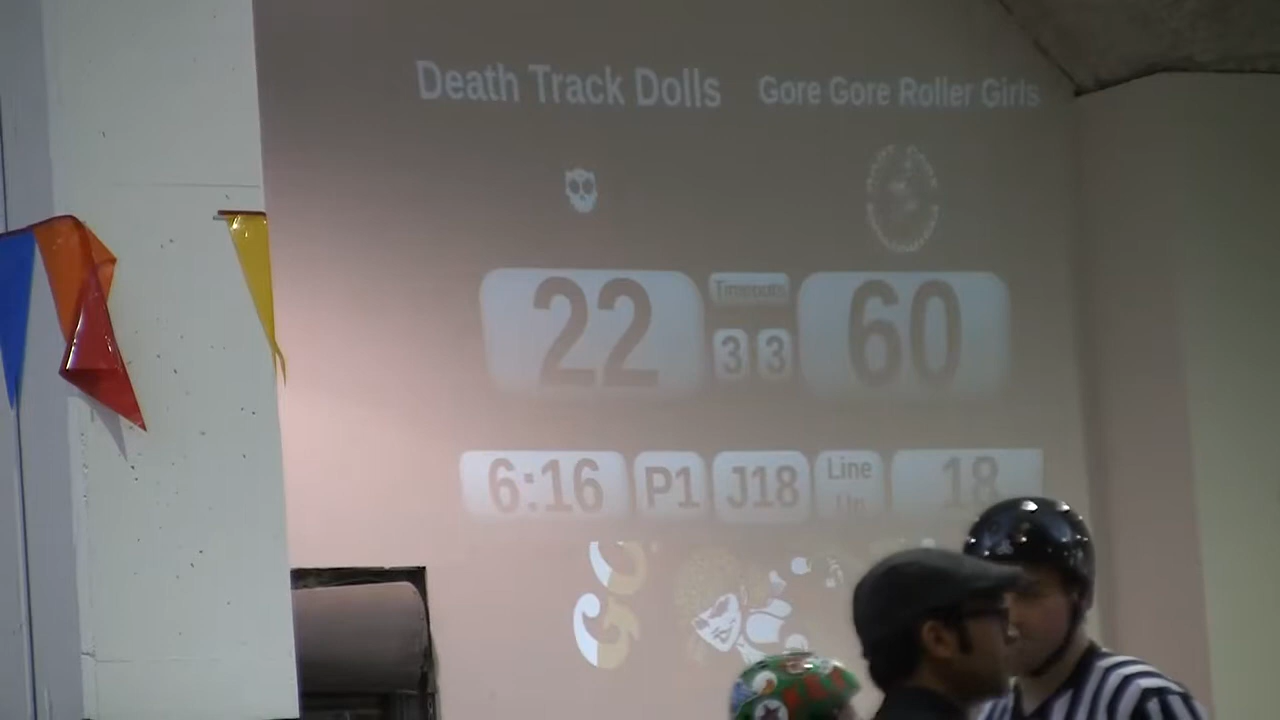 Death Track Dolls Gore Gore Roller Girls
Timeouts
22 3 3 60
6:16 P1 J18 Line Up 18